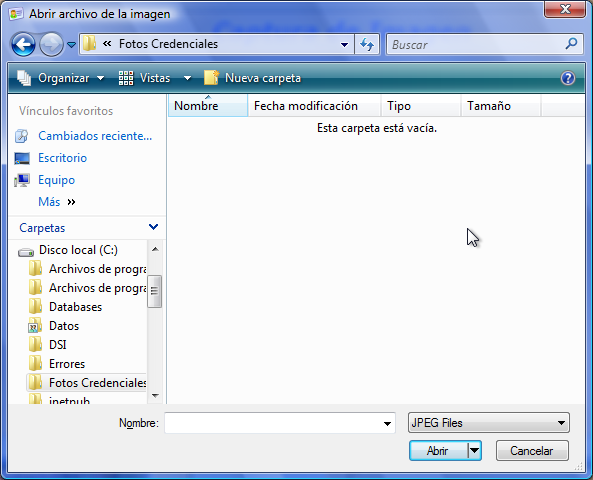 Abrir archivo de la imagen
« Fotos Credenciales
Buscar
Organizar
Vistas
Nueva carpeta
Vínculos favoritos
Cambiados reciente...
Escritorio
Equipo
Más »
Carpetas
Disco local (C:)
Archivos de progra
Archivos de progra
Databases
Datos
DSI
Errores
Fotos Credenciales
inetpub
Nombre
Fecha modificación
Tipo
Tamaño
Esta carpeta está vacía.
Nombre:
JPEG Files
Abrir
Cancelar